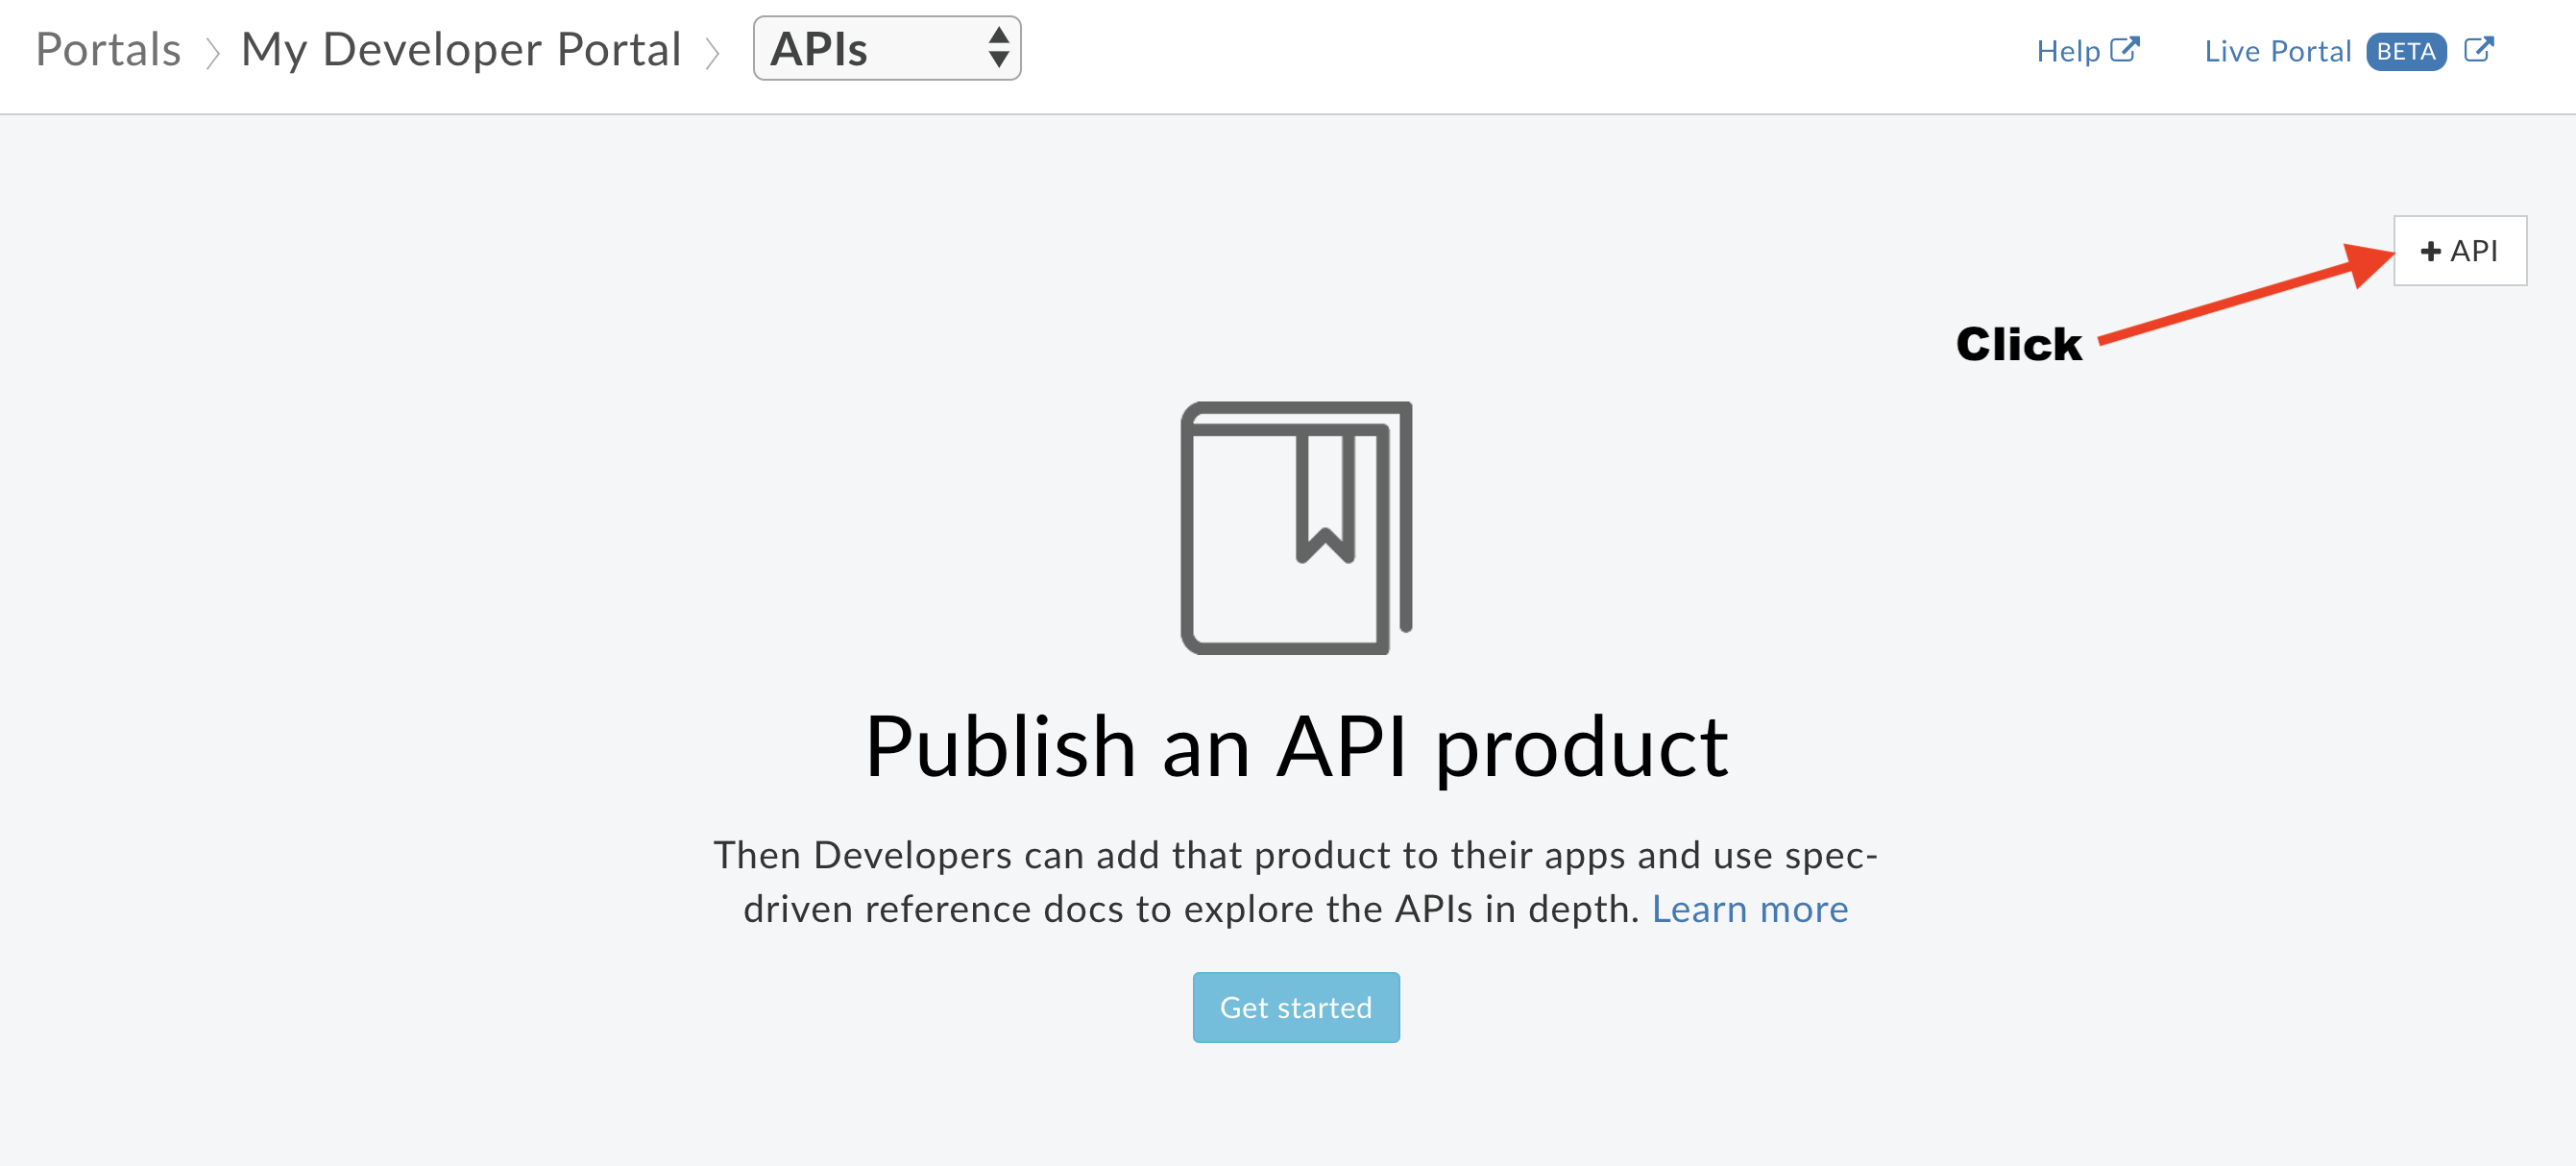 Portals My Developer Portal APIs Help Live Portal BETA
+ API
Click
Publish an API product
Then Developers can add that product to their apps and use spec-
driven reference docs to explore the APIs in depth. Learn more
Get started